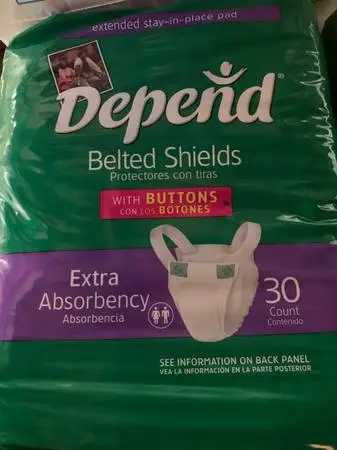 extended stay-in-place pad
Depend®
Belted Shields
Protectores con tiras
WITH BUTTONS
CON LOS BOTONES
Extra
Absorbency
Absorbencia
30
Count
Contenido
SEE INFORMATION ON BACK PANEL
VEA LA INFORMACIÓN EN LA PARTE POSTERIOR